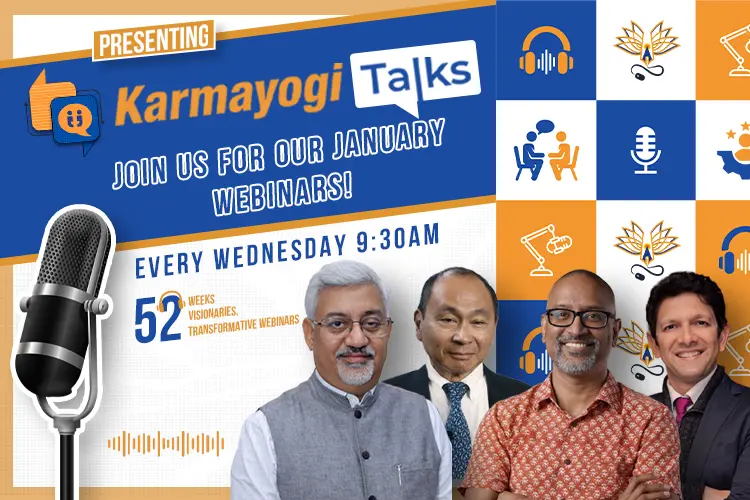 PRESENTING
Karmayogi Talks
JOIN US FOR OUR JANUARY
WEBINARS!
EVERY WEDNESDAY 9:30AM
52 WEEKS
VISIONARIES.
TRANSFORMATIVE WEBINARS